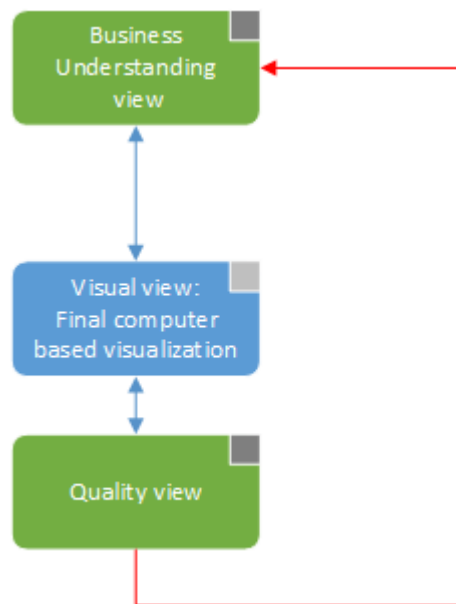 Business
Understanding
view
Visual view:
Final computer
based visualization
Quality view